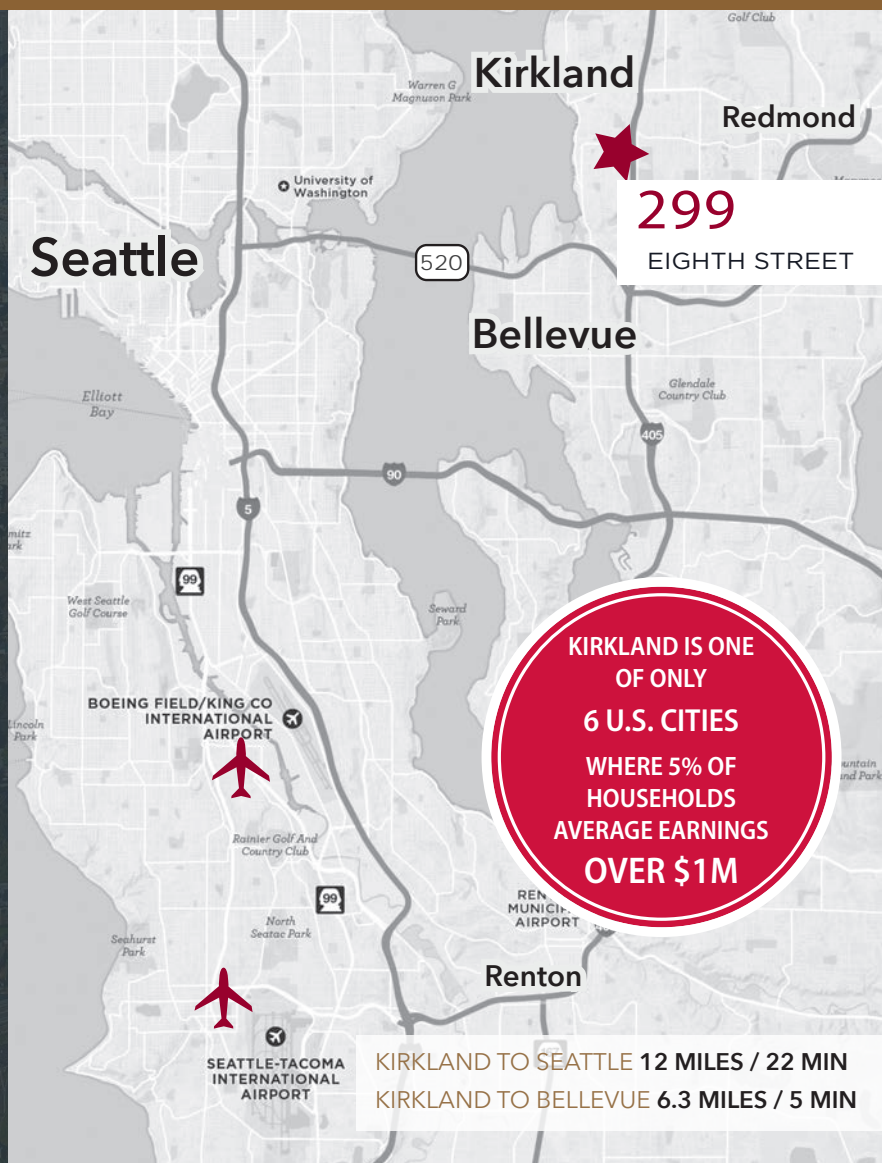 Golf Club
Kirkland
Warren G
Magnuson Park
Redmond
University of
Washington
299
EIGHTH STREET
Seattle
520
Bellevue
Elliott
Bay
Glendale
Country Club
405
90
5
99
West Seattle
Golf Course
Seward
Park
KIRKLAND IS ONE
OF ONLY
6 U.S. CITIES
WHERE 5% OF
HOUSEHOLDS
AVERAGE EARNINGS
OVER $1M
BOEING FIELD/KING CO
INTERNATIONAL
AIRPORT
Lincoln
Park
Rainier Golf And
Country Club
99
North
Seatac Park
AIRPORT
Seahurst
Park
Renton
SEATTLE-TACOMA
INTERNATIONAL
AIRPORT
KIRKLAND TO SEATTLE 12 MILES / 22 MIN
KIRKLAND TO BELLEVUE 6.3 MILES / 5 MIN